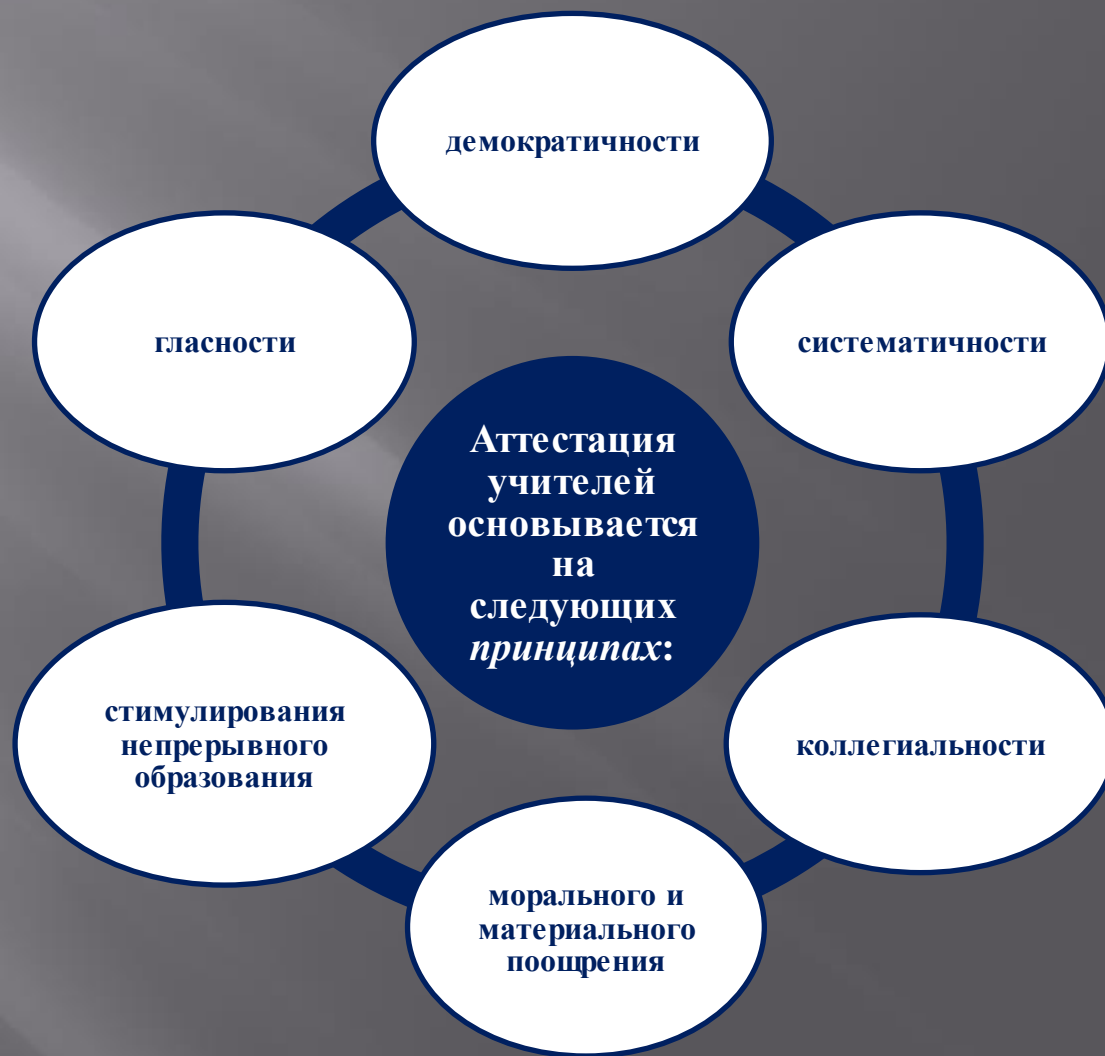 демократичности
гласности
систематичности
Аттестация
учителей
основывается
на
следующих
принципах:
стимулирования
непрерывного
образования
коллегиальности
морального и
материального
поощрения